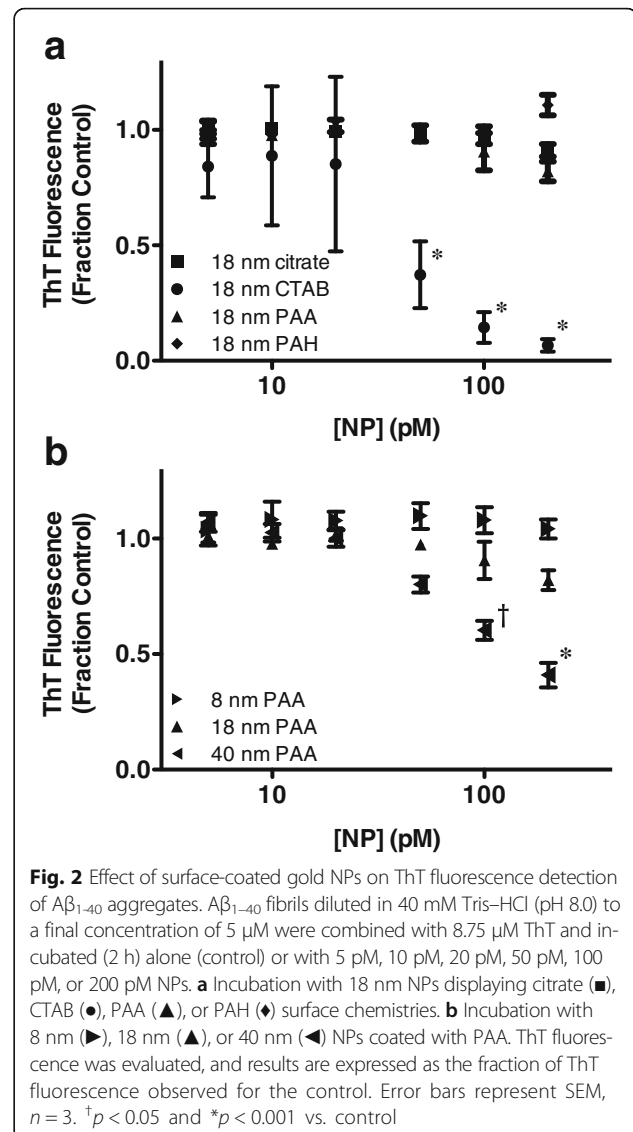 a
ThT Fluorescence
(Fraction Control)
1.0
0.5
0.0
18 nm citrate
18 nm CTAB
18 nm PAA
18 nm PAH
*
*
*
10
100
[NP] (pM)
b
ThT Fluorescence
(Fraction Control)
1.0
0.5
0.0
8 nm PAA
18 nm PAA
40 nm PAA
†
*
10
100
[NP] (pM)
Fig. 2 Effect of surface-coated gold NPs on ThT fluorescence detection
of Aβ1-40 aggregates. Aβ1–40 fibrils diluted in 40 mM Tris–HCl (pH 8.0) to
a final concentration of 5 μM were combined with 8.75 μM ThT and in-
cubated (2 h) alone (control) or with 5 pM, 10 pM, 20 pM, 50 pM, 100
pM, or 200 pM NPs. a Incubation with 18 nm NPs displaying citrate (■),
CTAB (●), PAA (▲), or PAH (♦) surface chemistries. b Incubation with
8 nm (►), 18 nm (▲), or 40 nm (◄) NPs coated with PAA. ThT fluores-
cence was evaluated, and results are expressed as the fraction of ThT
fluorescence observed for the control. Error bars represent SEM,
n = 3. †p < 0.05 and *p < 0.001 vs. control